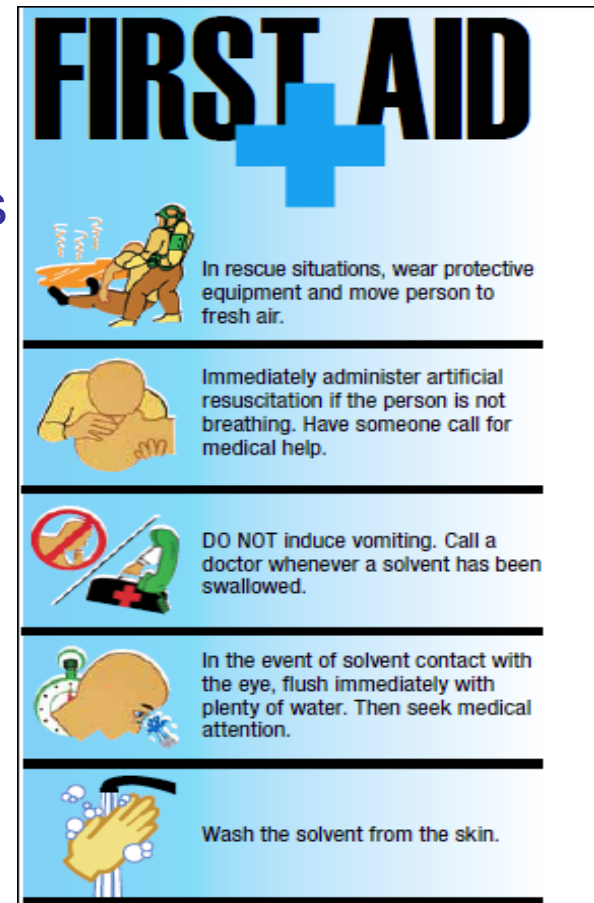 FIRST AID
s
In rescue situations, wear protective
equipment and move person to
fresh air.
Immediately administer artificial
resuscitation if the person is not
breathing. Have someone call for
medical help.
DO NOT induce vomiting. Call a
doctor whenever a solvent has been
swallowed.
In the event of solvent contact with
the eye, flush immediately with
plenty of water. Then seek medical
attention.
Wash the solvent from the skin.